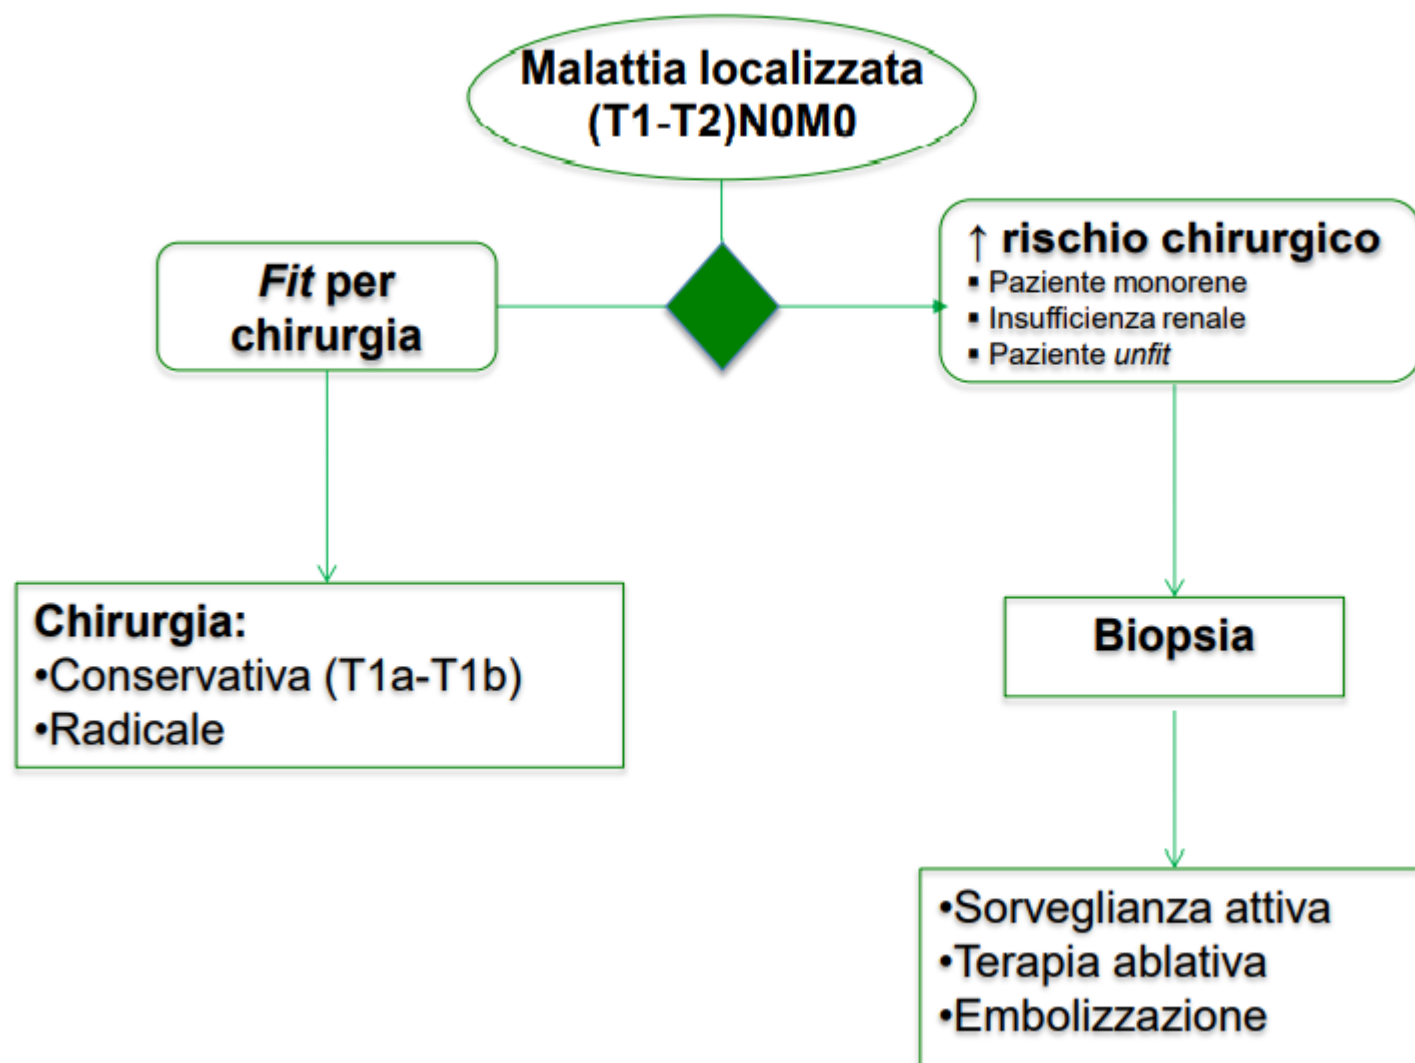 Malattia localizzata
(T1-T2)N0M0
Fit per
chirurgia
↑ rischio chirurgico
▪ Paziente monorene
▪ Insufficienza renale
▪ Paziente unfit
Chirurgia:
•Conservativa (T1a-T1b)
•Radicale
Biopsia
•Sorveglianza attiva
•Terapia ablativa
•Embolizzazione